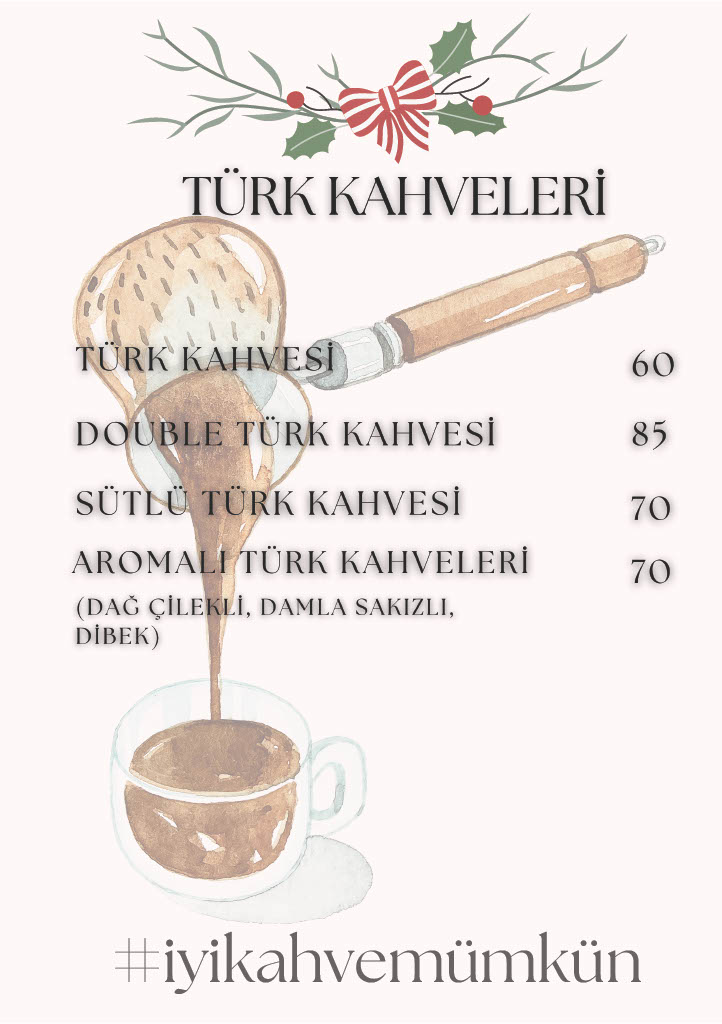 TÜRK KAHVELERİ
TÜRK KAHVESİ 60
DOUBLE TÜRK KAHVESİ 85
SÜTLÜ TÜRK KAHVESİ 70
AROMALI TÜRK KAHVELERİ 70
(DAĞ ÇİLEKLİ, DAMLA SAKIZLI,
DİBEK)
#iyikahvemümkün